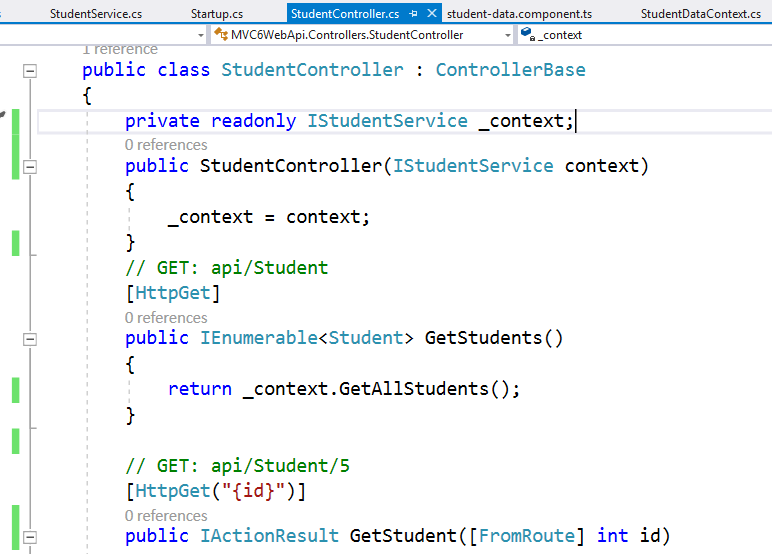 StudentService.cs Startup.cs StudentController.cs student-data.component.ts StudentDataContext.cs
MVC6WebApi.Controllers.StudentController _context
1 reference
public class StudentController : ControllerBase
{
private readonly IStudentService _context;
0 references
public StudentController(IStudentService context)
{
_context = context;
}
// GET: api/Student
[HttpGet]
0 references
public IEnumerable<Student> GetStudents()
{
return _context.GetAllStudents();
}
// GET: api/Student/5
[HttpGet("{id}")]
0 references
public IActionResult GetStudent([FromRoute] int id)